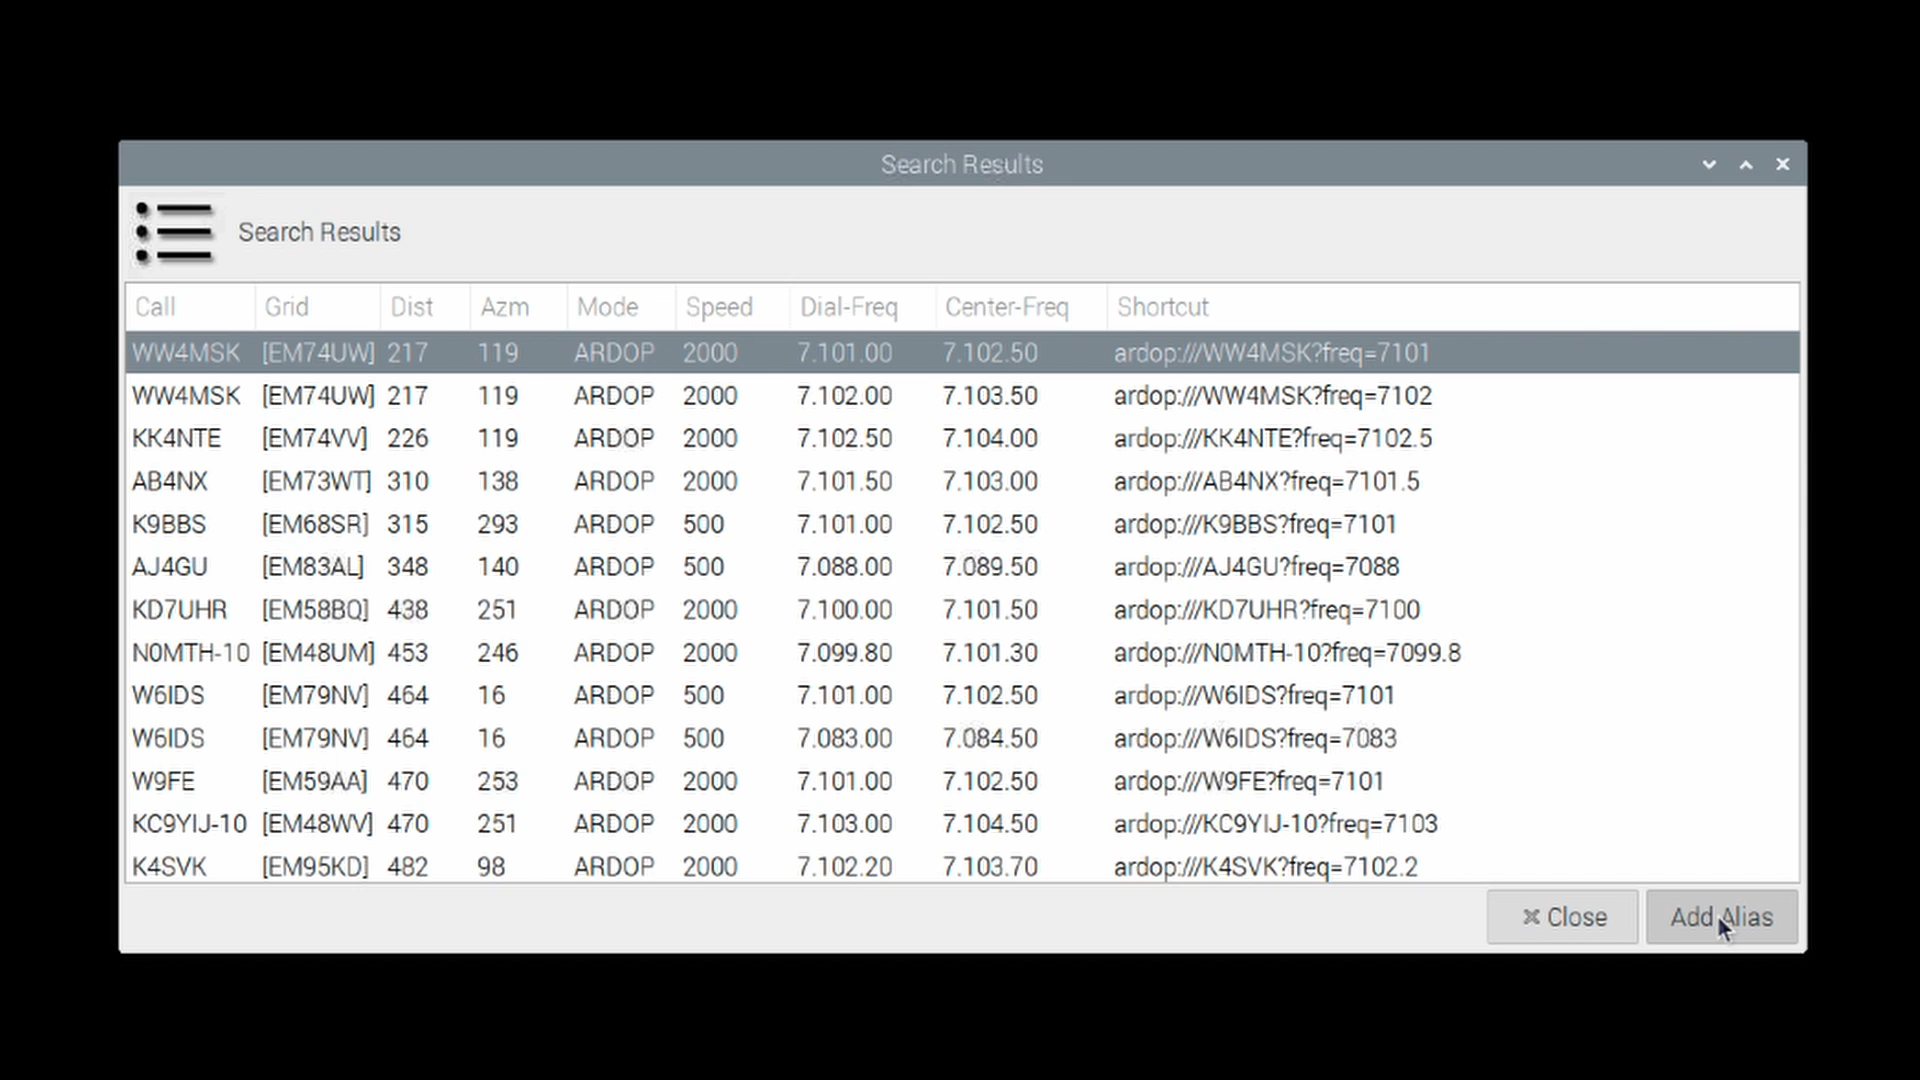 Search Results
Search Results
Call Grid Dist Azm Mode Speed Dial-Freq Center-Freq Shortcut
WW4MSK [EM74UW] 217 119 ARDOP 2000 7.101.00 7.102.50 ardop:///WW4MSK?freq=7101
WW4MSK [EM74UW] 217 119 ARDOP 2000 7.102.00 7.103.50 ardop:///WW4MSK?freq=7102
KK4NTE [EM74VV] 226 119 ARDOP 2000 7.102.50 7.104.00 ardop:///KK4NTE?freq=7102.5
AB4NX [EM73WT] 310 138 ARDOP 2000 7.101.50 7.103.00 ardop:///AB4NX?freq=7101.5
K9BBS [EM68SR] 315 293 ARDOP 500 7.101.00 7.102.50 ardop:///K9BBS?freq=7101
AJ4GU [EM83AL] 348 140 ARDOP 500 7.088.00 7.089.50 ardop:///AJ4GU?freq=7088
KD7UHR [EM58BQ] 438 251 ARDOP 2000 7.100.00 7.101.50 ardop:///KD7UHR?freq=7100
N0MTH-10 [EM48UM] 453 246 ARDOP 2000 7.099.80 7.101.30 ardop:///N0MTH-10?freq=7099.8
W6IDS [EM79NV] 464 16 ARDOP 500 7.101.00 7.102.50 ardop:///W6IDS?freq=7101
W6IDS [EM79NV] 464 16 ARDOP 500 7.083.00 7.084.50 ardop:///W6IDS?freq=7083
W9FE [EM59AA] 470 253 ARDOP 2000 7.101.00 7.102.50 ardop:///W9FE?freq=7101
KC9YIJ-10 [EM48WV] 470 251 ARDOP 2000 7.103.00 7.104.50 ardop:///KC9YIJ-10?freq=7103
K4SVK [EM95KD] 482 98 ARDOP 2000 7.102.20 7.103.70 ardop:///K4SVK?freq=7102.2
Close Add Alias